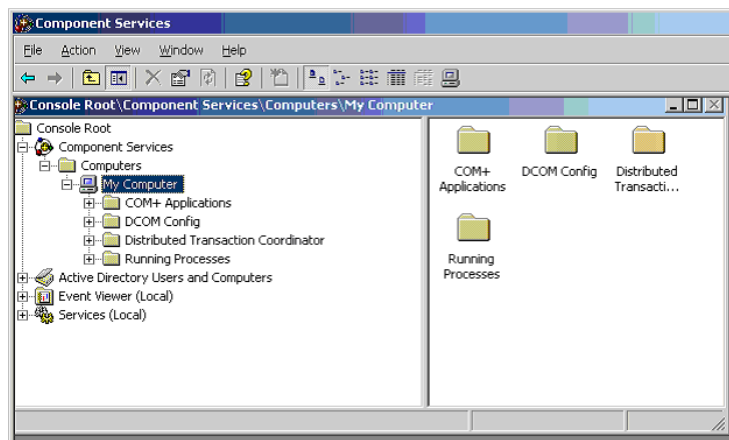 Component Services
File Action View Window Help
Console Root\Component Services\Computers\My Computer
Console Root
Component Services
Computers
My Computer
COM+ Applications
DCOM Config
Distributed Transaction Coordinator
Running Processes
Active Directory Users and Computers
Event Viewer (Local)
Services (Local)
COM+
Applications
DCOM Config
Distributed
Transacti...
Running
Processes